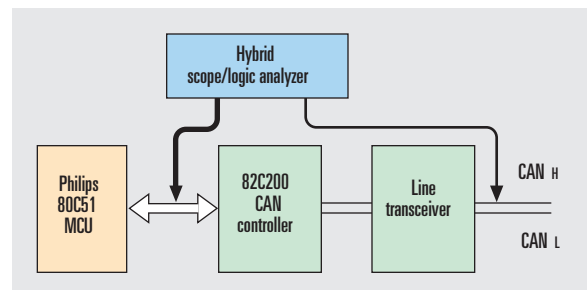 Hybrid
scope/logic analyzer
Philips
80C51
MCU
82C200
CAN
controller
Line
transceiver
CAN H
CAN L